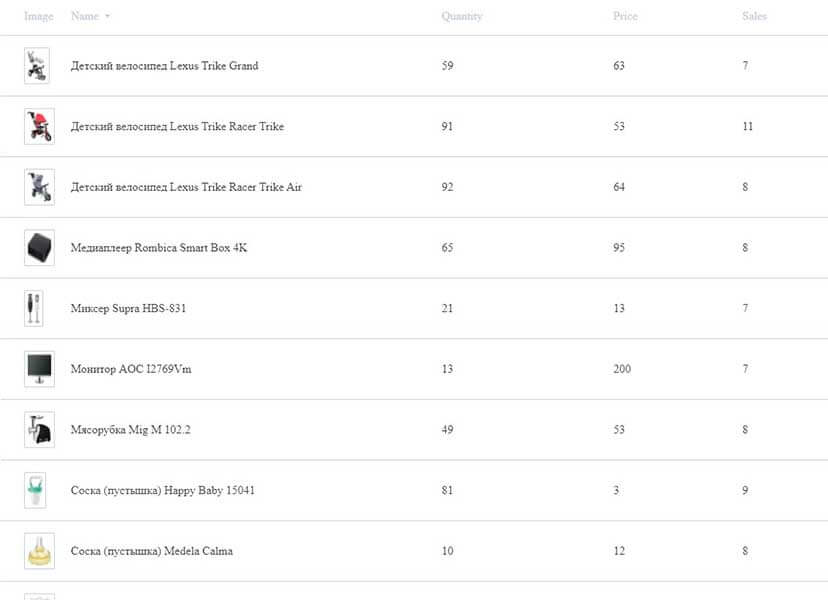 Image Name Quantity Price Sales
Детский велосипед Lexus Trike Grand 59 63 7
Детский велосипед Lexus Trike Racer Trike 91 53 11
Детский велосипед Lexus Trike Racer Trike Air 92 64 8
Медиаплеер Rombica Smart Box 4K 65 95 8
Миксер Supra HBS-831 21 13 7
Монитор AOC I2769Vm 13 200 7
Мясорубка Mig M 102.2 49 53 8
Соска (пустышка) Happy Baby 15041 81 3 9
Соска (пустышка) Medela Calma 10 12 8